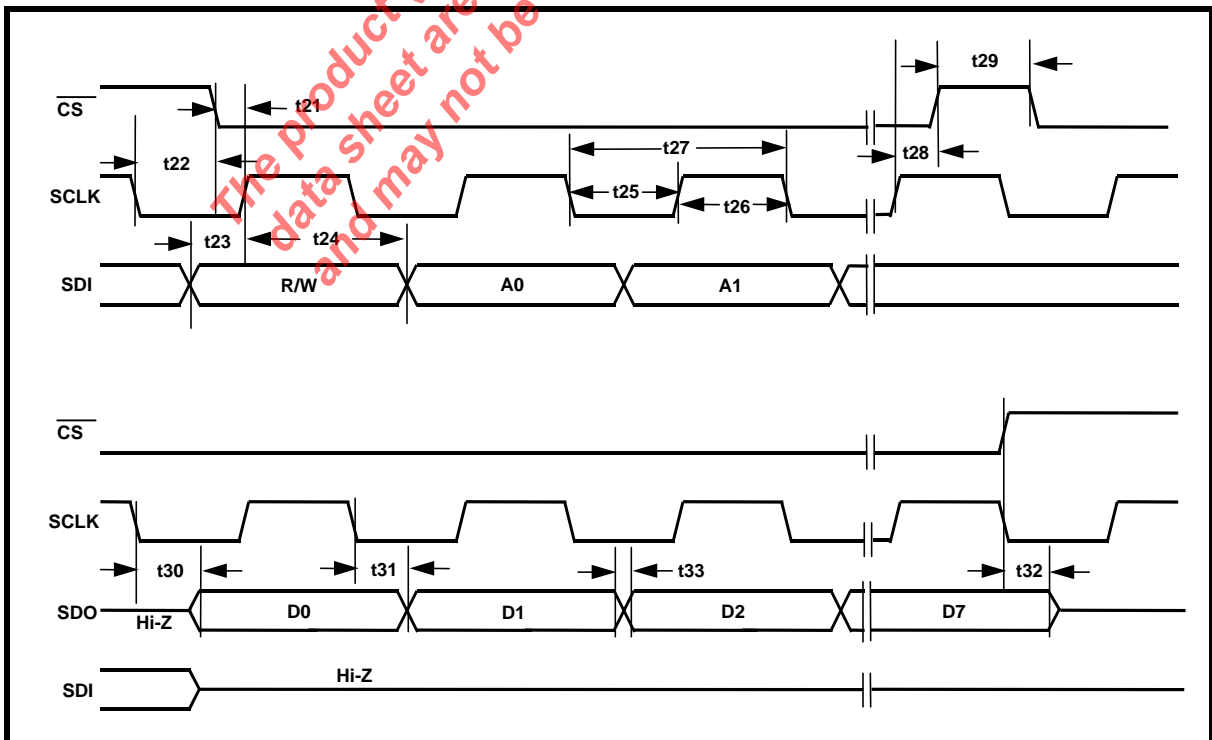 The product
data sheet are
and may not be
CS
t21
t29
t22
t27
t28
SCLK
t25
t26
t23
t24
SDI
R/W
A0
A1
CS
SCLK
t30
t31
t33
t32
SDO
Hi-Z
D0
D1
D2
D7
SDI
Hi-Z